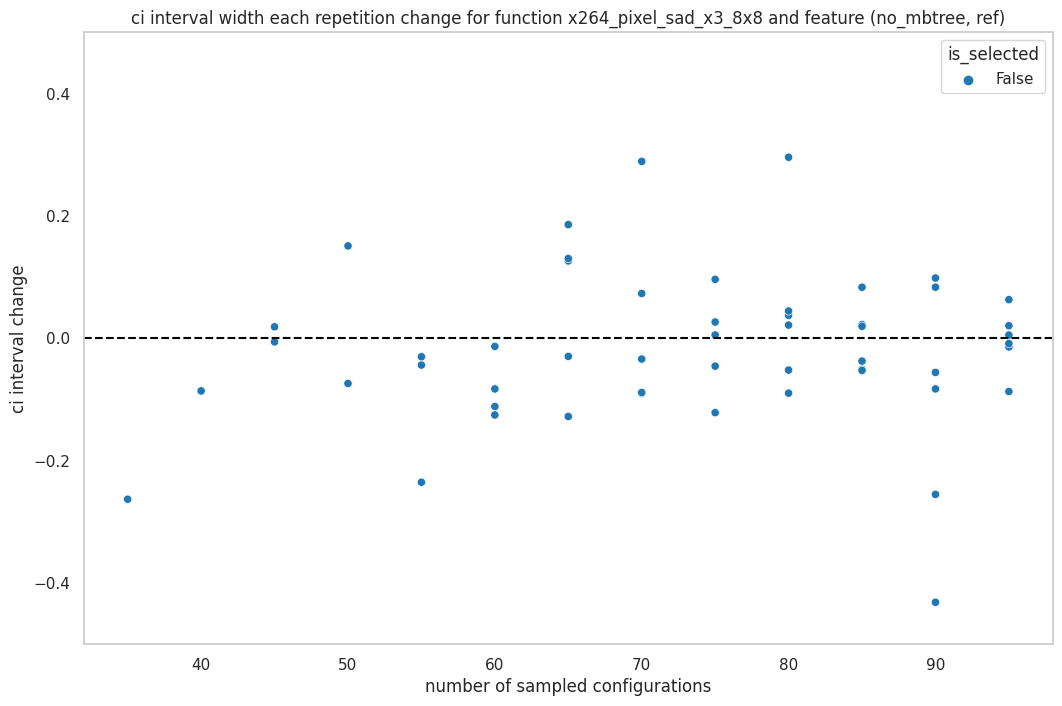 ci interval width each repetition change for function x264_pixel_sad_x3_8x8 and feature (no_mbtree, ref)
is_selected
False
ci interval change
0.4
0.2
0.0
−0.2
−0.4
40 50 60 70 80 90
number of sampled configurations